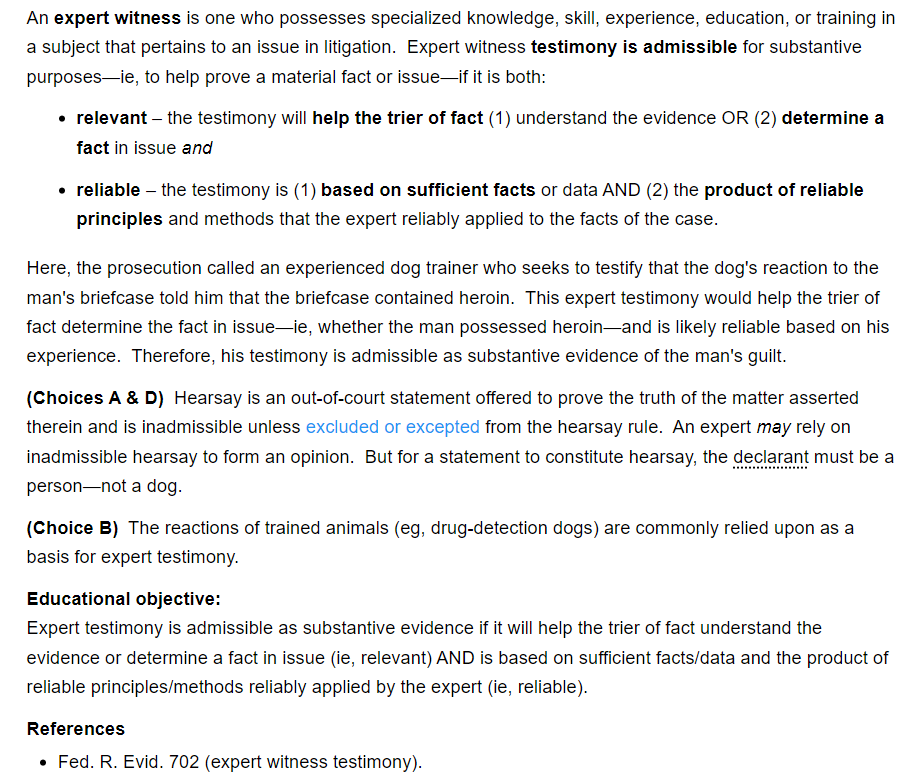 An expert witness is one who possesses specialized knowledge, skill, experience, education, or training in
a subject that pertains to an issue in litigation.  Expert witness testimony is admissible for substantive
purposes—ie, to help prove a material fact or issue—if it is both:
• relevant – the testimony will help the trier of fact (1) understand the evidence OR (2) determine a
fact in issue and
• reliable – the testimony is (1) based on sufficient facts or data AND (2) the product of reliable
principles and methods that the expert reliably applied to the facts of the case.
Here, the prosecution called an experienced dog trainer who seeks to testify that the dog's reaction to the
man's briefcase told him that the briefcase contained heroin.  This expert testimony would help the trier of
fact determine the fact in issue—ie, whether the man possessed heroin—and is likely reliable based on his
experience.  Therefore, his testimony is admissible as substantive evidence of the man's guilt.
(Choices A & D)  Hearsay is an out-of-court statement offered to prove the truth of the matter asserted
therein and is inadmissible unless excluded or excepted from the hearsay rule.  An expert may rely on
inadmissible hearsay to form an opinion.  But for a statement to constitute hearsay, the declarant must be a
person—not a dog.
(Choice B)  The reactions of trained animals (eg, drug-detection dogs) are commonly relied upon as a
basis for expert testimony.
Educational objective:
Expert testimony is admissible as substantive evidence if it will help the trier of fact understand the
evidence or determine a fact in issue (ie, relevant) AND is based on sufficient facts/data and the product of
reliable principles/methods reliably applied by the expert (ie, reliable).
References
• Fed. R. Evid. 702 (expert witness testimony).